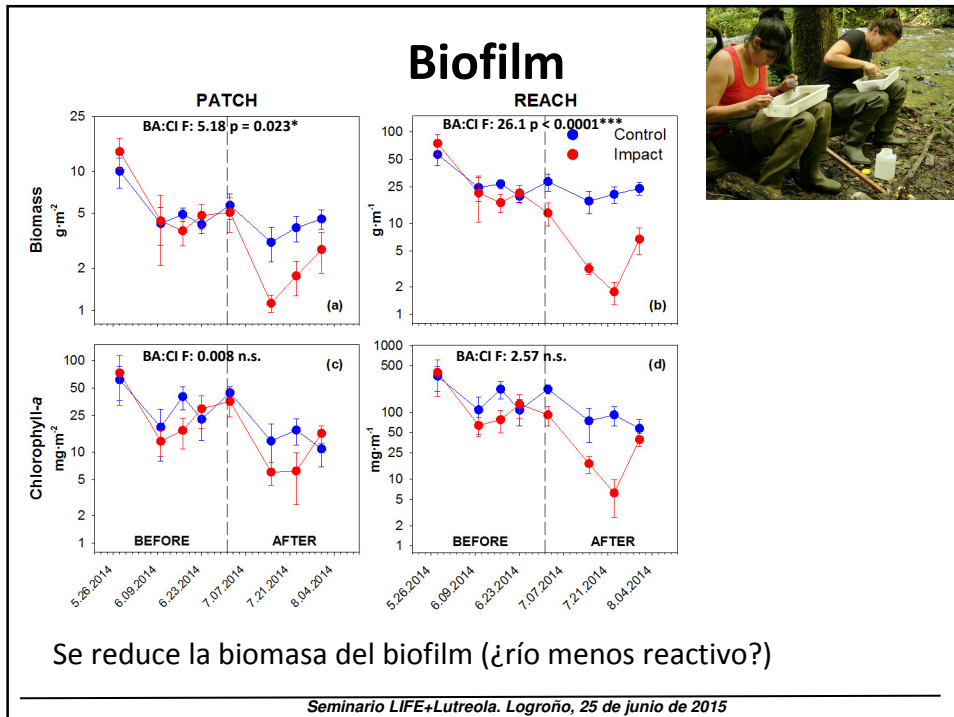 Biofilm
PATCH
REACH
BA:CI F: 5.18 p = 0.023*
BA:CI F: 26.1 p < 0.0001***
Control
Impact
Biomass
g·m-2
25
10
5
2
1
(a)
g·m-1
100
50
25
10
5
2
1
(b)
BA:CI F: 0.008 n.s.
(c)
BA:CI F: 2.57 n.s.
(d)
Chlorophyll-a
mg·m-2
100
50
25
10
5
2
1
BEFORE
AFTER
mg·m-1
1000
500
100
50
25
10
5
2
1
BEFORE
AFTER
5.26.2014
6.09.2014
6.23.2014
7.07.2014
7.21.2014
8.04.2014
5.26.2014
6.09.2014
6.23.2014
7.07.2014
7.21.2014
8.04.2014
Se reduce la biomasa del biofilm (¿río menos reactivo?)
Seminario LIFE+Lutreola. Logroño, 25 de junio de 2015